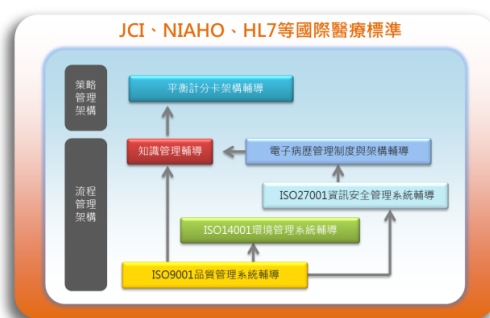 JCI、NIAHO、HL7等國際醫療標準
策略
管理
架構
平衡計分卡架構輔導
知識管理輔導
電子病歷管理制度與架構輔導
流程
管理
架構
ISO27001資訊安全管理系統輔導
ISO14001環境管理系統輔導
ISO9001品質管理系統輔導